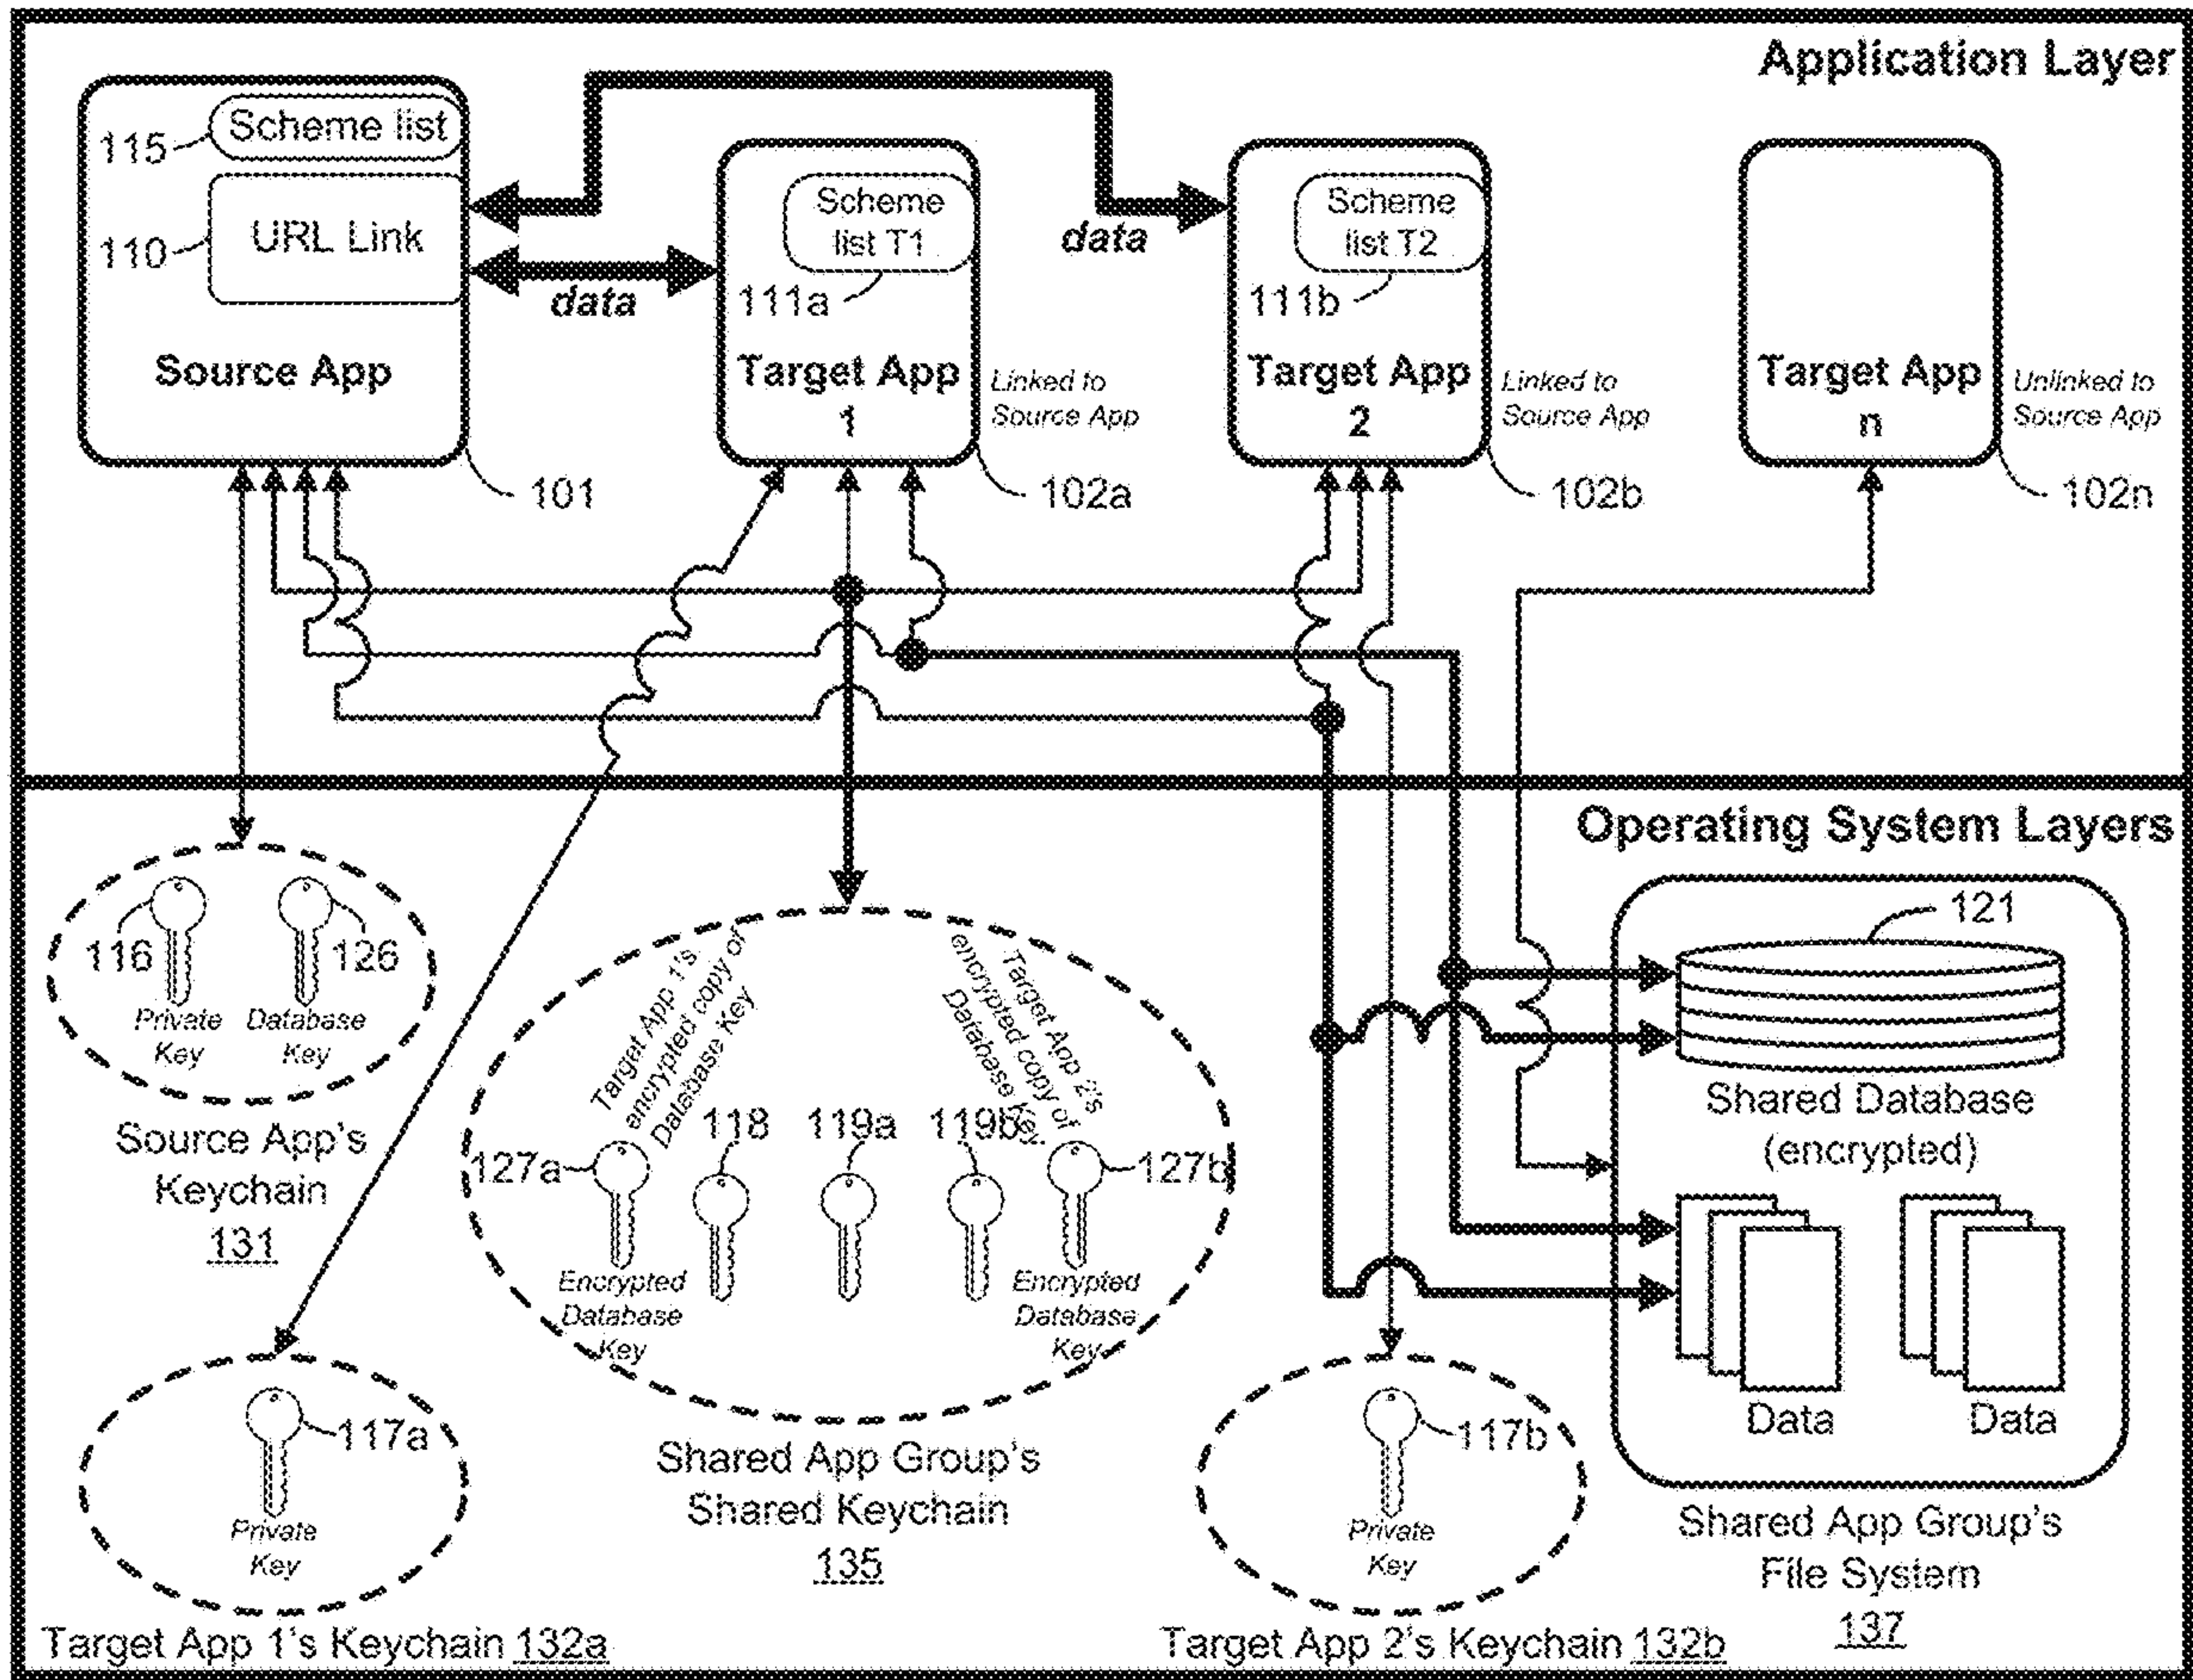 Application Layer
Scheme list
115
URL Link
110
Source App
101
data
Scheme
list T1
111a
Target App
1
Linked to
Source App
102a
data
Scheme
list T2
111b
Target App
2
Linked to
Source App
102b
Target App
n
Unlinked to
Source App
102n
Operating System Layers
116
126
Private
Key
Database
Key
Source App's
Keychain
131
Target App 1's
encrypted copy of
Database Key
Target App 2's
encrypted copy of
Database Key
127a
118
119a
119b
127b
Encrypted
Database
Key
Encrypted
Database
Key
Shared App Group's
Shared Keychain
135
117a
Private
Key
Target App 1's Keychain 132a
117b
Private
Key
Target App 2's Keychain 132b
121
Shared Database
(encrypted)
Data
Data
Shared App Group's
File System
137